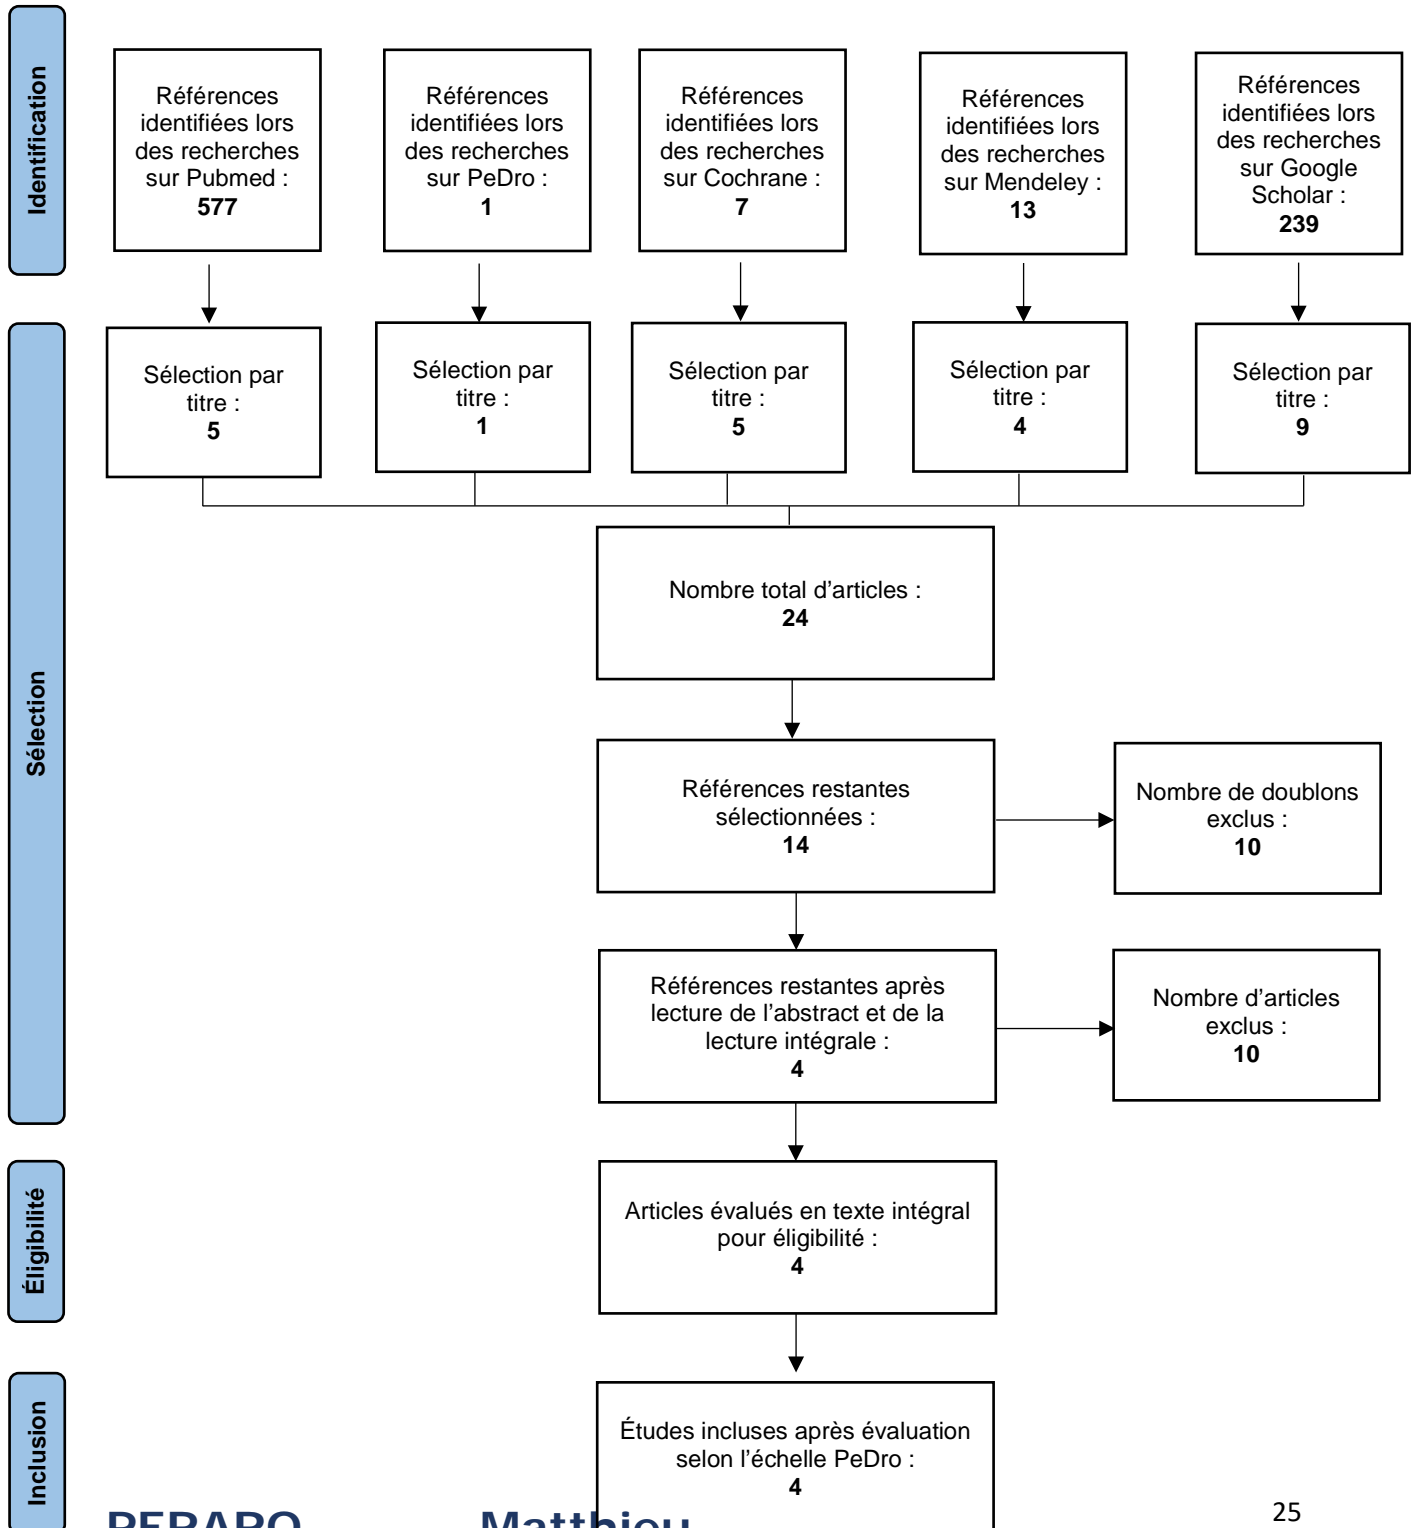 Identification
Références
identifiées lors
des recherches
sur Pubmed :
577
Références
identifiées lors
des recherches
sur PeDro :
1
Références
identifiées lors
des recherches
sur Cochrane :
7
Références
identifiées lors
des recherches
sur Mendeley :
13
Références
identifiées lors
des recherches
sur Google
Scholar :
239
Sélection
Sélection par
titre :
5
Sélection par
titre :
1
Sélection par
titre :
5
Sélection par
titre :
4
Sélection par
titre :
9
Nombre total d’articles :
24
Références restantes
sélectionnées :
14
Nombre de doublons
exclus :
10
Références restantes après
lecture de l’abstract et de la
lecture intégrale :
4
Nombre d’articles
exclus :
10
Éligibilité
Articles évalués en texte intégral
pour éligibilité :
4
Inclusion
Études incluses après évaluation
selon l’échelle PeDro :
4
Matthieu
25